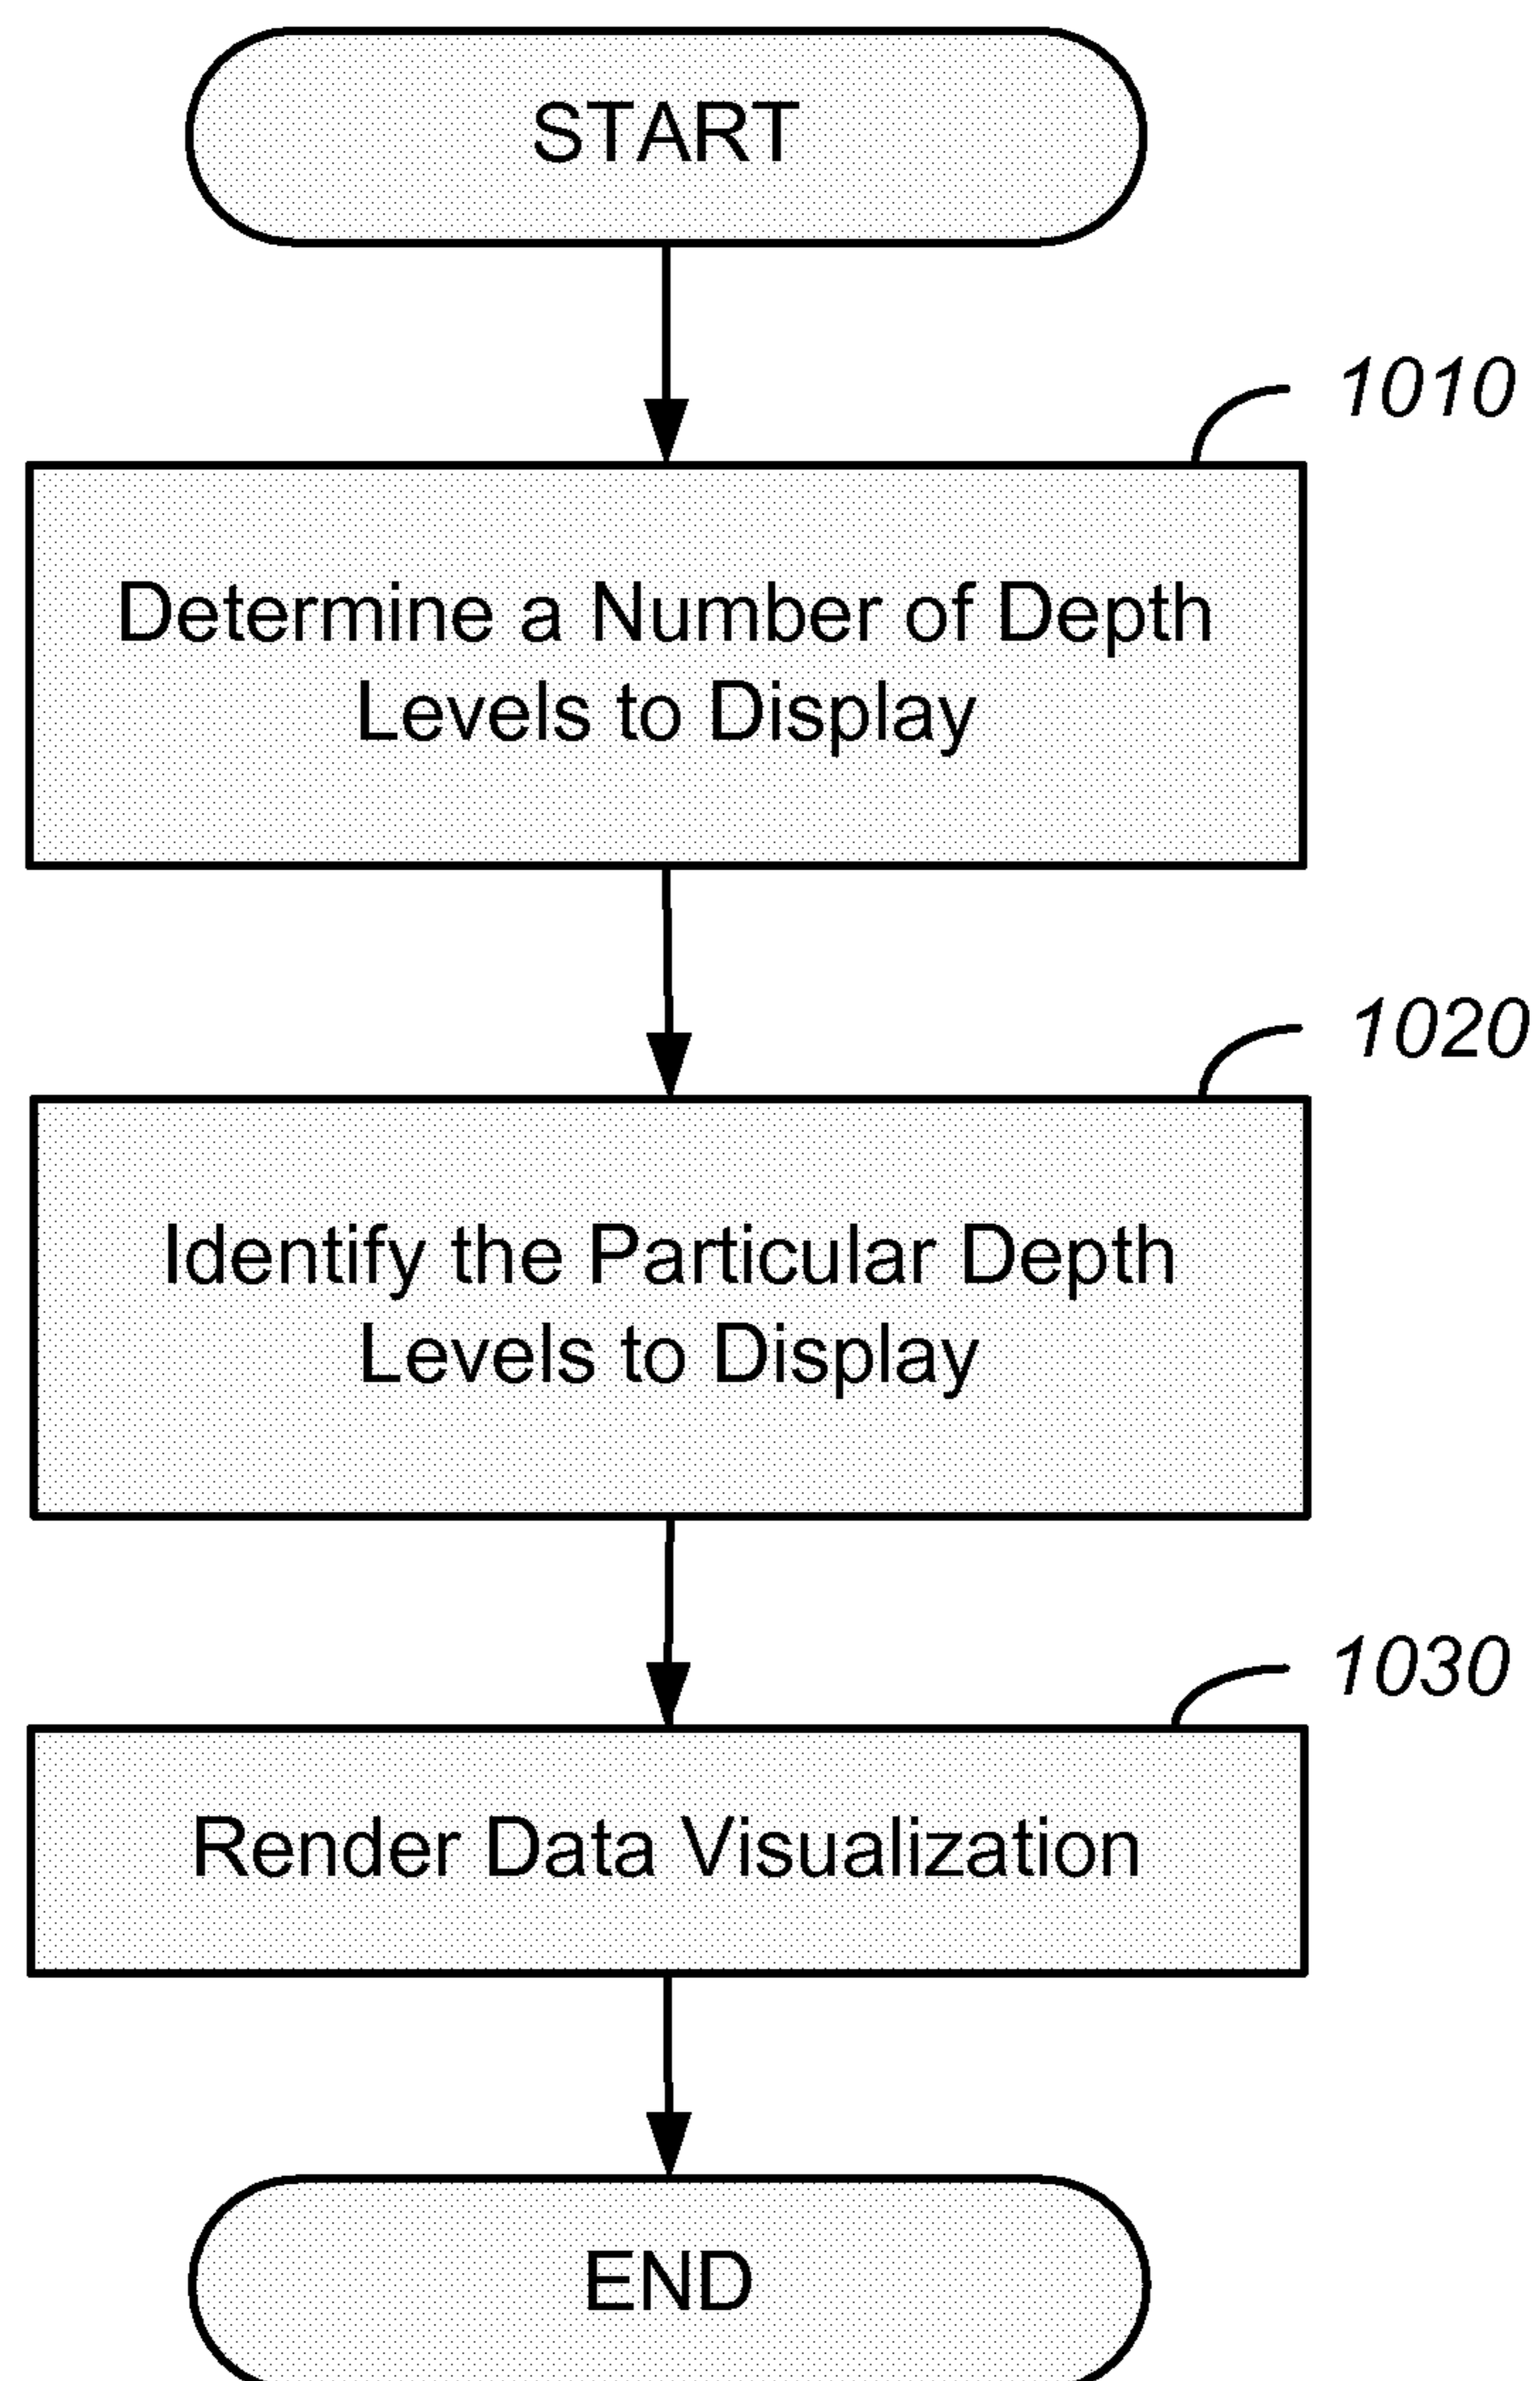 START
1010
Determine a Number of Depth
Levels to Display
1020
Identify the Particular Depth
Levels to Display
1030
Render Data Visualization
END